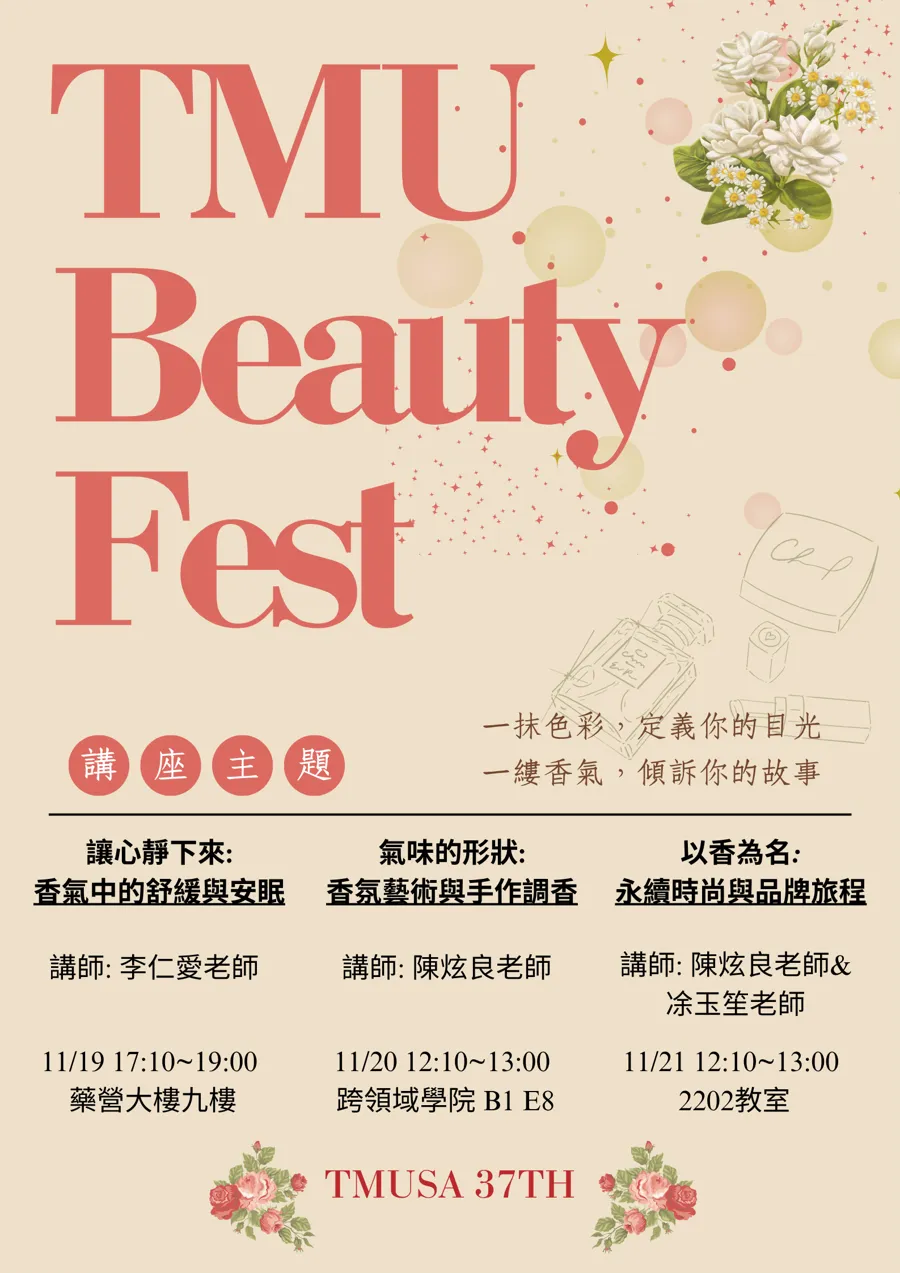 TMU
Beauty
Fest
講座主題
一抹色彩，定義你的目光
一縷香氣，傾訴你的故事
讓心靜下來:
香氣中的舒緩與安眠
講師: 李仁愛老師
11/19 17:10~19:00
藥營大樓九樓
氣味的形狀:
香氛藝術與手作調香
講師: 陳炫良老師
11/20 12:10~13:00
跨領域學院 B1 E8
以香為名:
永續時尚與品牌旅程
講師: 陳炫良老師&
凃玉笙老師
11/21 12:10~13:00
2202教室
TMUSA 37TH